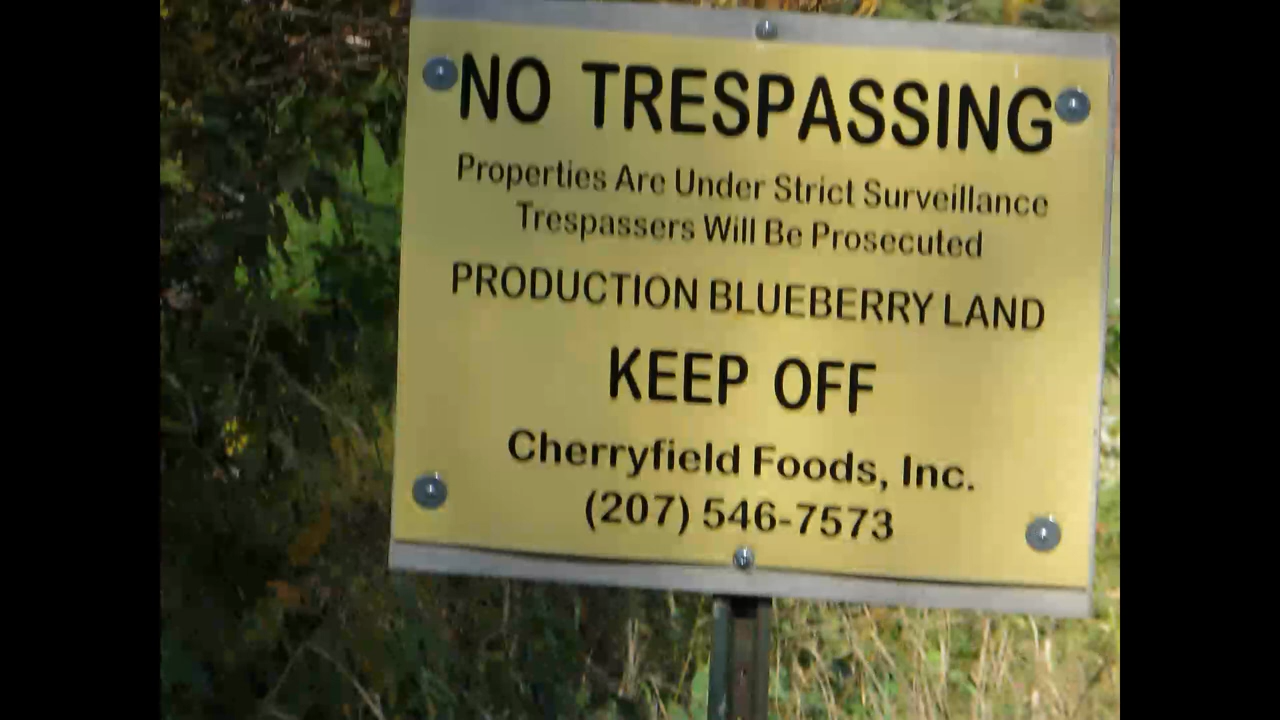 NO TRESPASSING
Properties Are Under Strict Surveillance
Trespassers Will Be Prosecuted
PRODUCTION BLUEBERRY LAND
KEEP OFF
Cherryfield Foods, Inc.
(207) 546-7573